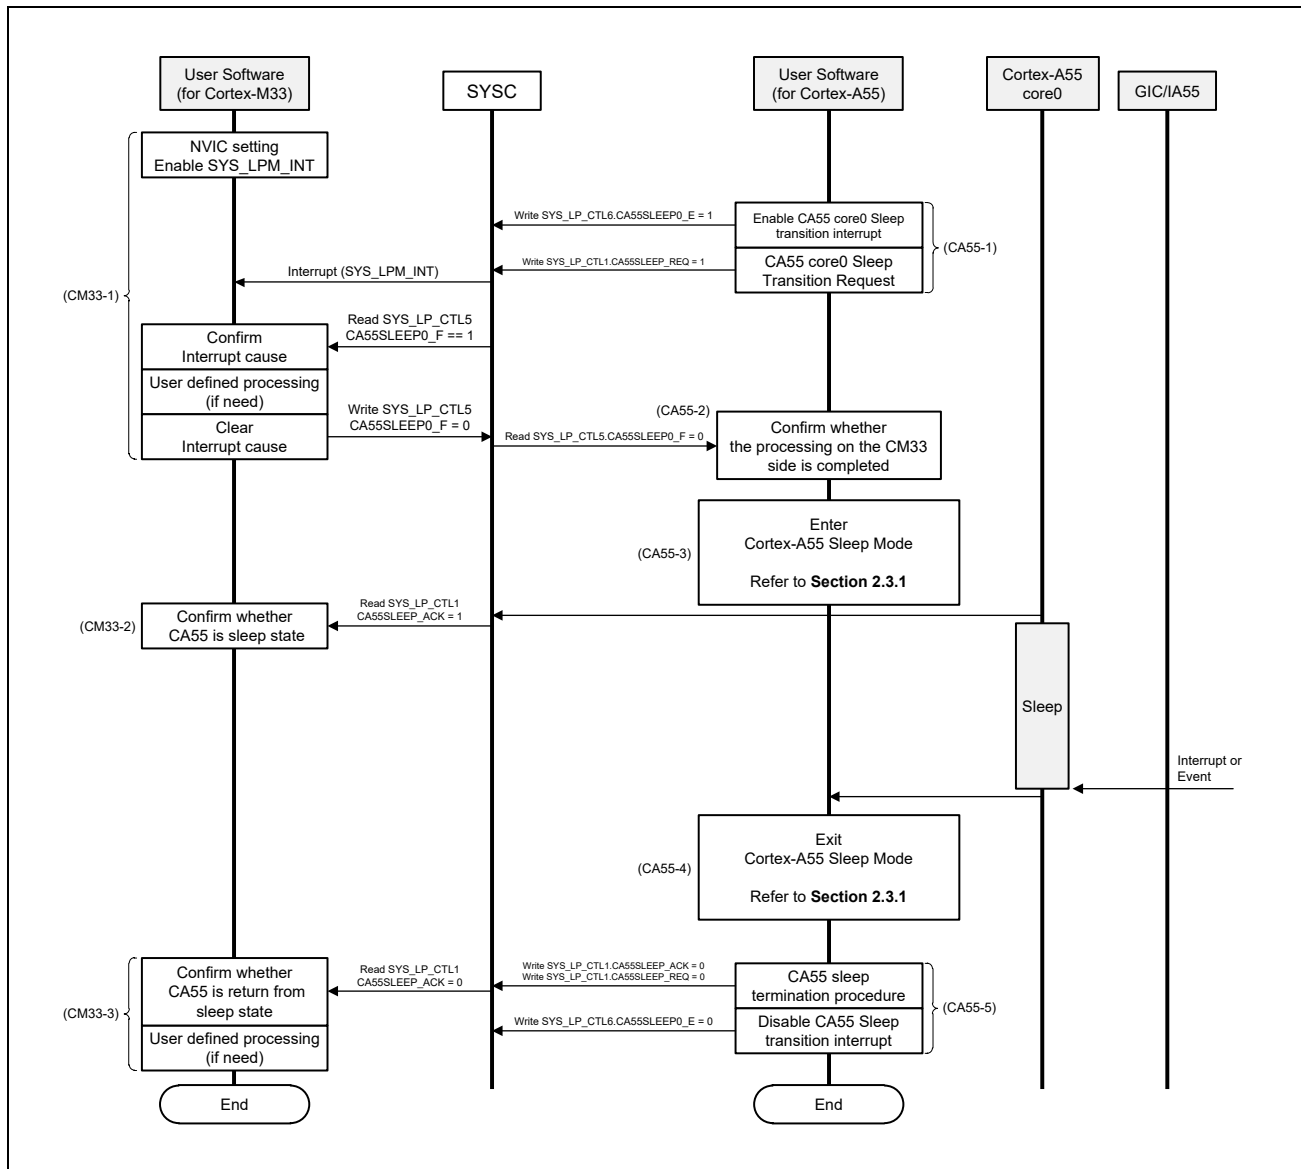 User Software
(for Cortex-M33)
SYSC
User Software
(for Cortex-A55)
Cortex-A55
core0
GIC/IA55
NVIC setting
Enable SYS_LPM_INT
Write SYS_LP_CTL6.CA55SLEEP0_E = 1
Enable CA55 core0 Sleep
transition interrupt
(CA55-1)
Write SYS_LP_CTL1.CA55SLEEP_REQ = 1
CA55 core0 Sleep
Transition Request
Interrupt (SYS_LPM_INT)
(CM33-1)
Read SYS_LP_CTL5
CA55SLEEP0_F == 1
Confirm
Interrupt cause
User defined processing
(if need)
Write SYS_LP_CTL5
CA55SLEEP0_F = 0
Clear
Interrupt cause
(CA55-2)
Read SYS_LP_CTL5.CA55SLEEP0_F = 0
Confirm whether
the processing on the CM33
side is completed
Enter
Cortex-A55 Sleep Mode
(CA55-3)
Refer to Section 2.3.1
(CM33-2)
Confirm whether
CA55 is sleep state
Read SYS_LP_CTL1
CA55SLEEP_ACK = 1
Sleep
Interrupt or
Event
Exit
Cortex-A55 Sleep Mode
(CA55-4)
Refer to Section 2.3.1
(CM33-3)
Confirm whether
CA55 is return from
sleep state
Read SYS_LP_CTL1
CA55SLEEP_ACK = 0
Write SYS_LP_CTL1.CA55SLEEP_ACK = 0
Write SYS_LP_CTL1.CA55SLEEP_REQ = 0
CA55 sleep
termination procedure
(CA55-5)
User defined processing
(if need)
Write SYS_LP_CTL6.CA55SLEEP0_E = 0
Disable CA55 Sleep
transition interrupt
End
End